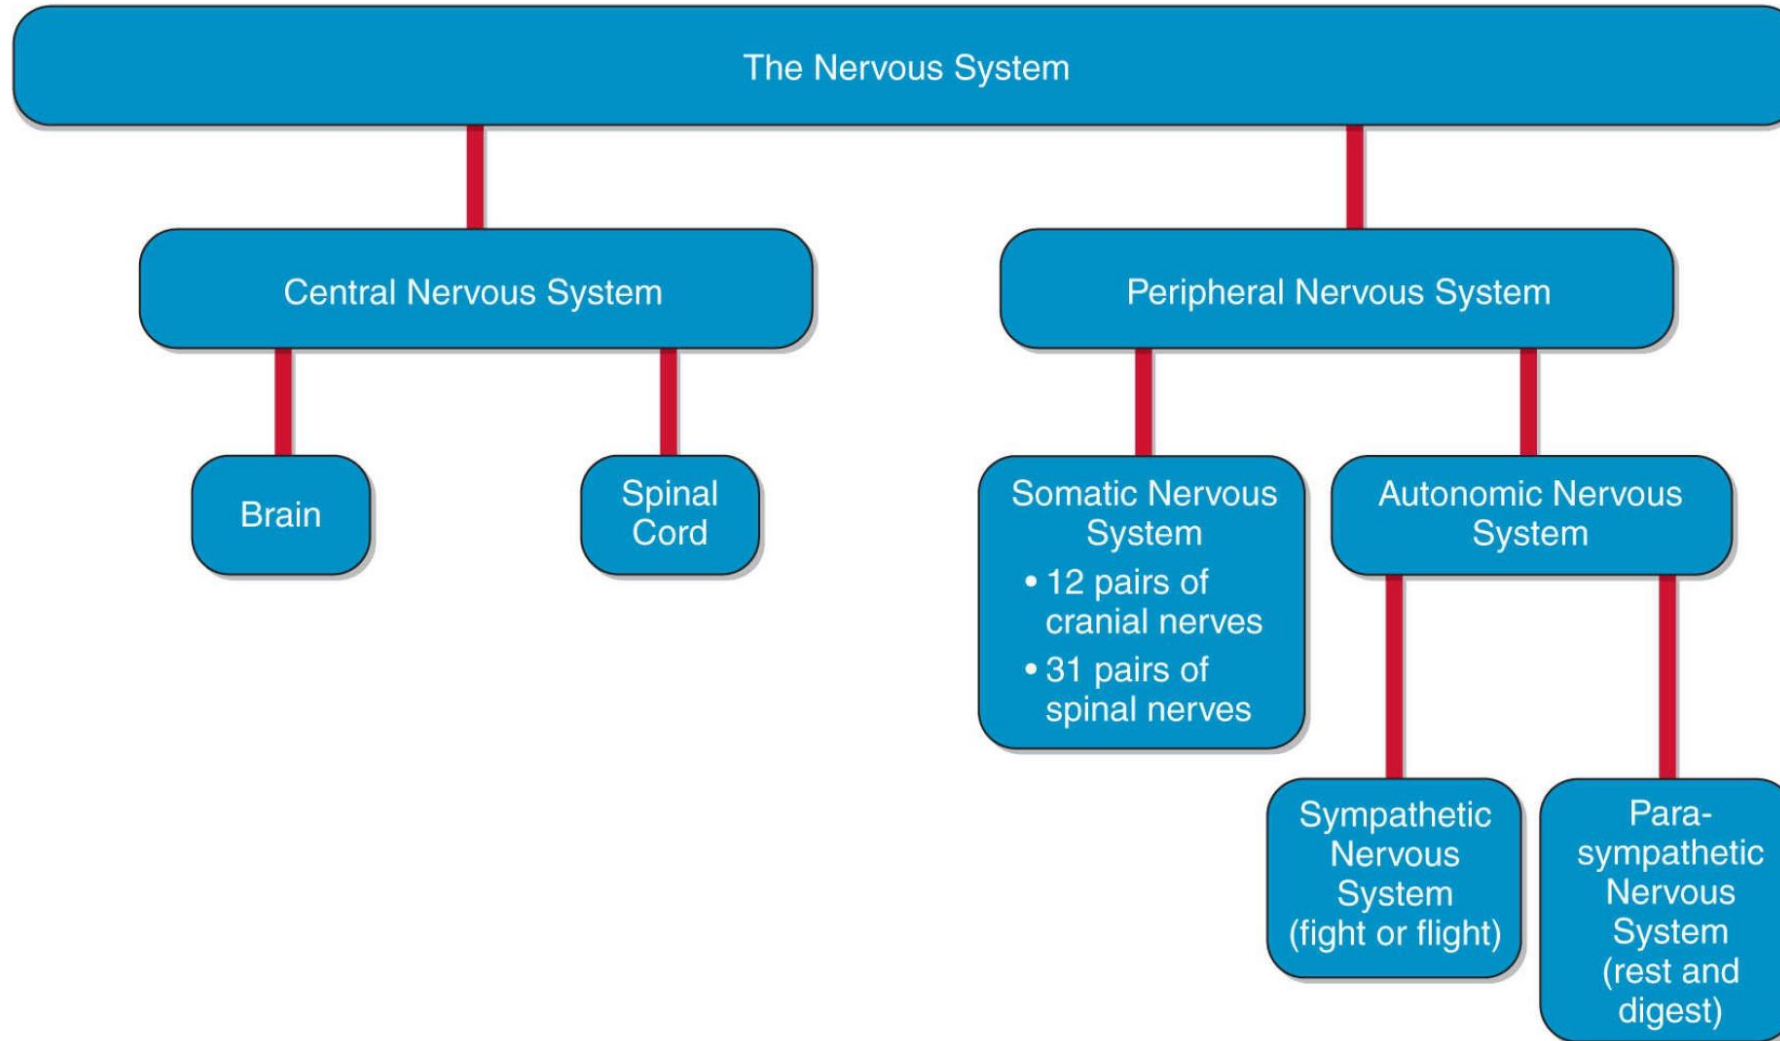 The Nervous System
Central Nervous System
Peripheral Nervous System
Brain
Spinal
Cord
Somatic Nervous
System
• 12 pairs of
cranial nerves
• 31 pairs of
spinal nerves
Autonomic Nervous
System
Sympathetic
Nervous
System
(fight or flight)
Para-
sympathetic
Nervous
System
(rest and
digest)